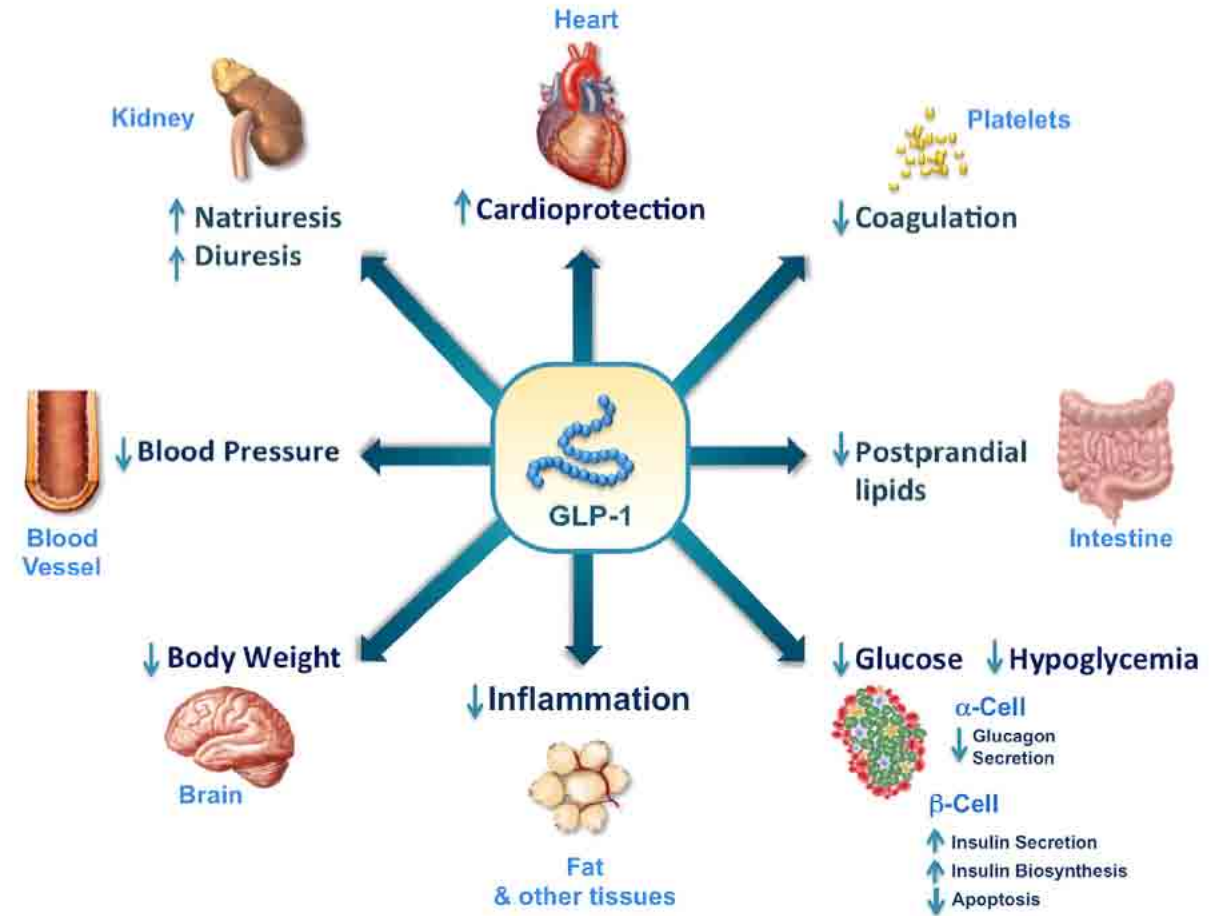 Heart
Kidney
Platelets
↑ Natriuresis
↑ Diuresis
↑ Cardioprotection
↓ Coagulation
↓ Blood Pressure
Blood
Vessel
GLP-1
↓ Postprandial
lipids
Intestine
↓ Body Weight
Brain
↓ Inflammation
Fat
& other tissues
↓ Glucose ↓ Hypoglycemia
α-Cell
↓ Glucagon
Secretion
β-Cell
↑ Insulin Secretion
↑ Insulin Biosynthesis
↓ Apoptosis